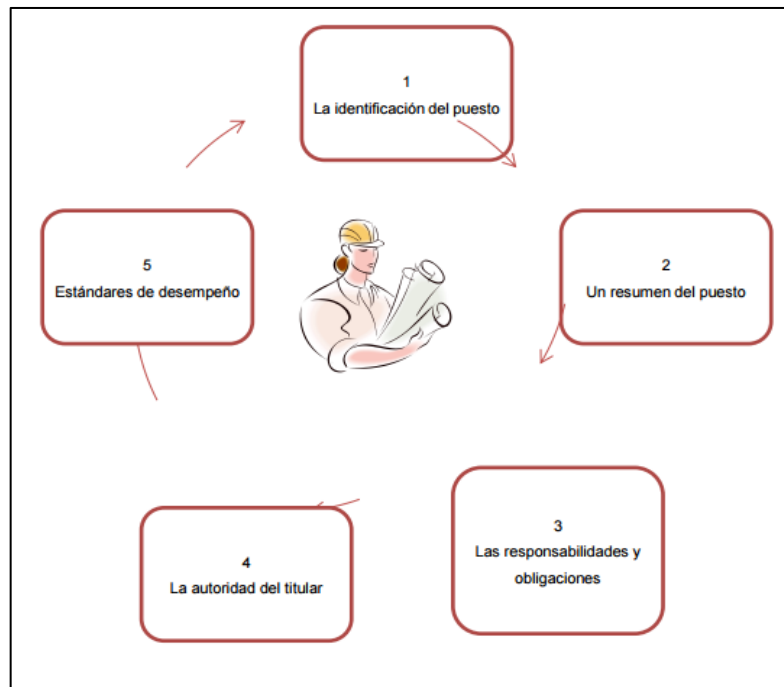 1
La identificación del puesto
2
Un resumen del puesto
3
Las responsabilidades y
obligaciones
4
La autoridad del titular
5
Estándares de desempeño